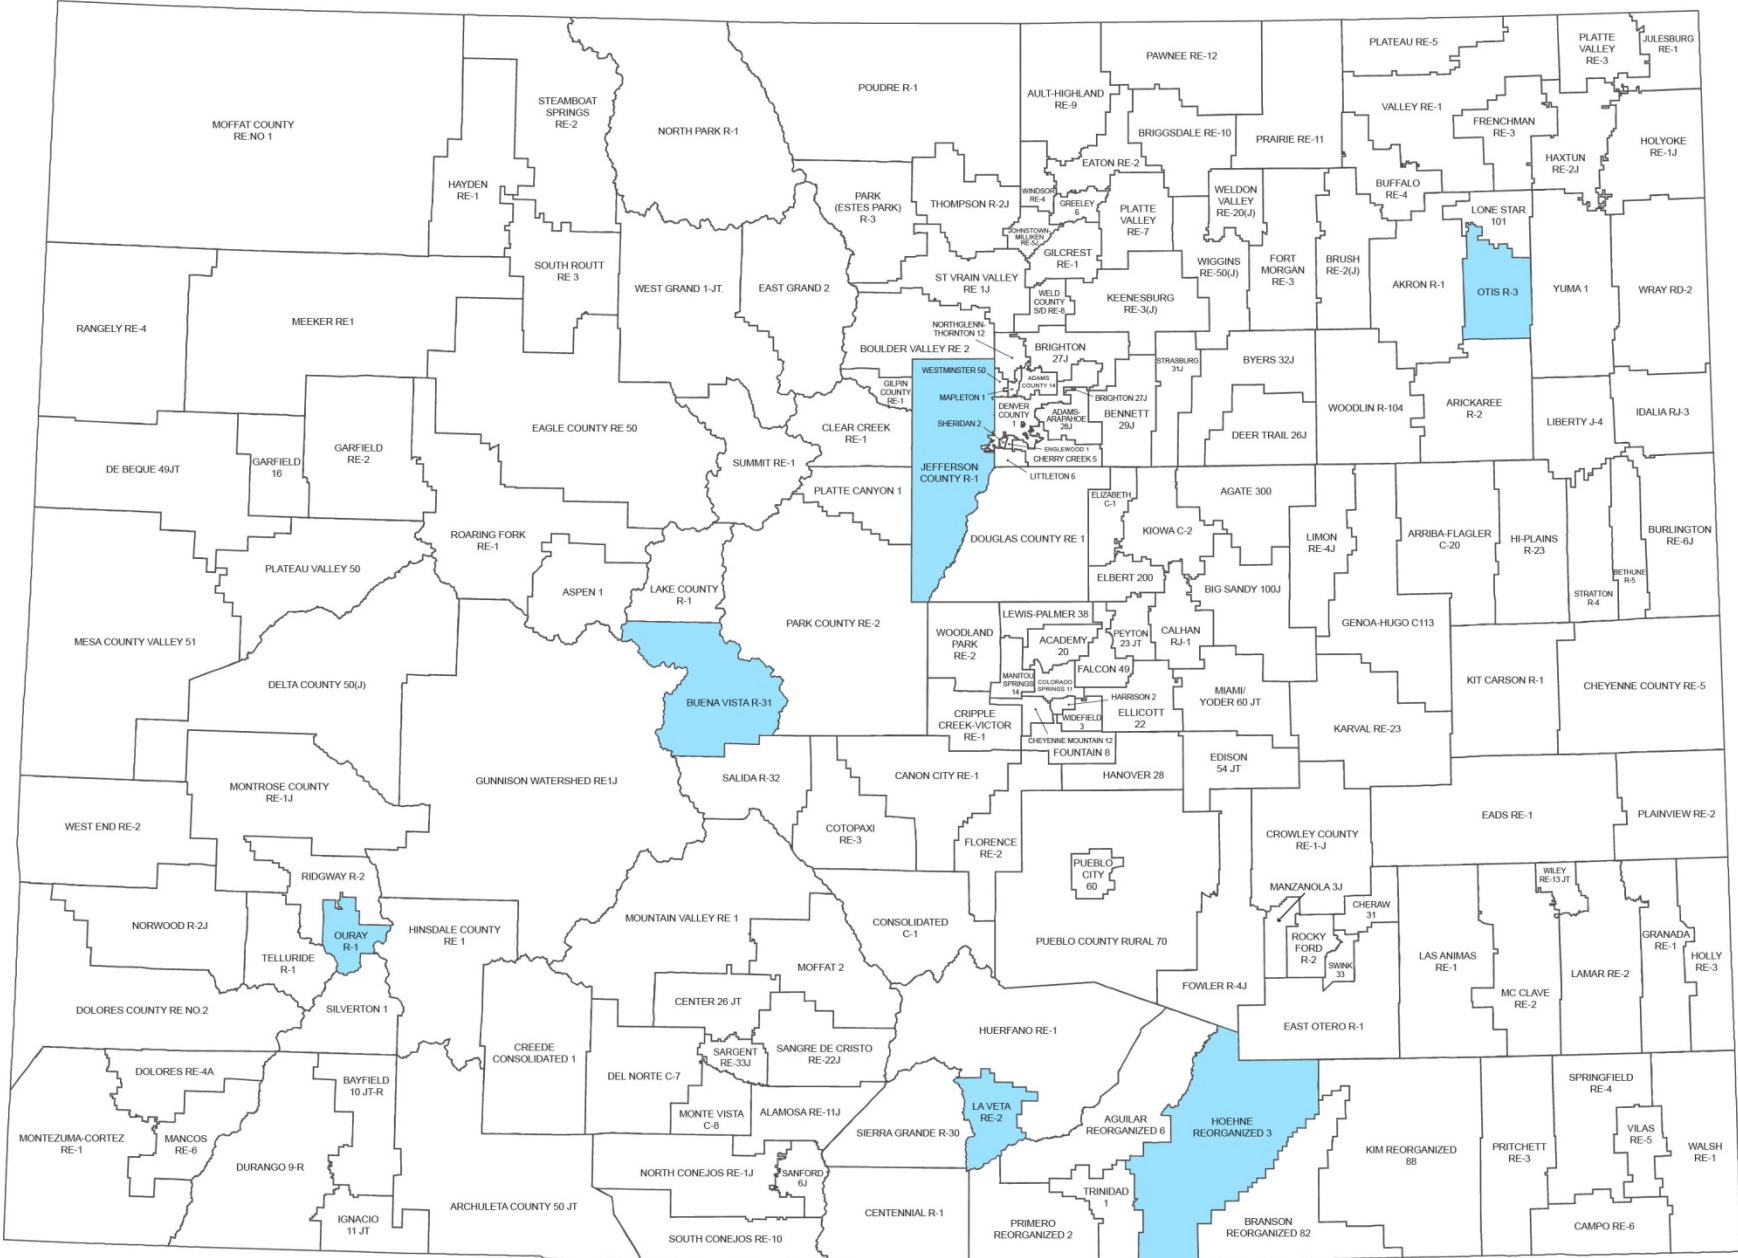 MOFFAT COUNTY
RE:NO 1
STEAMBOAT
SPRINGS
RE-2
HAYDEN
RE-1
NORTH PARK R-1
POUDRE R-1
AULT-HIGHLAND
RE-9
PAWNEE RE-12
BRIGGSDALE RE-10
PRAIRIE RE-11
PLATEAU RE-5
PLATTE
VALLEY
RE-3
JULESBURG
RE-1
VALLEY RE-1
FRENCHMAN
RE-3
HAXTUN
RE-2J
HOLYOKE
RE-1J
BUFFALO
RE-4
LONE STAR
101
EATON RE-2
PARK
(ESTES PARK)
R-3
THOMPSON R-2J
WINDSOR
RE-4
GREELEY
6
PLATTE
VALLEY
RE-7
WELDON
VALLEY
RE-20(J)
JOHNSTOWN-
MILLIKEN
RE-5J
GILCREST
RE-1
ST VRAIN VALLEY
RE 1J
WELD
COUNTY
S/D RE-8
KEENESBURG
RE-3(J)
WIGGINS
RE-50(J)
FORT
MORGAN
RE-3
BRUSH
RE-2(J)
AKRON R-1
OTIS R-3
YUMA 1
WRAY RD-2
RANGELY RE-4
MEEKER RE1
SOUTH ROUTT
RE 3
WEST GRAND 1-JT.
EAST GRAND 2
NORTHGLENN-
THORNTON 12
BOULDER VALLEY RE 2
BRIGHTON
27J
WESTMINSTER 50
ADAMS
COUNTY 14
GILPIN
COUNTY
RE-1
MAPLETON 1
BRIGHTON 27J
STRASBURG
31J
BYERS 32J
DENVER
COUNTY
1
ADAMS-
ARAPAHOE
28J
BENNETT
29J
SHERIDAN 2
ENGLEWOOD 1
CHERRY CREEK 5
LITTLETON 6
DEER TRAIL 26J
WOODLIN R-104
ARICKAREE
R-2
LIBERTY J-4
IDALIA RJ-3
DE BEQUE 49JT
GARFIELD
16
GARFIELD
RE-2
EAGLE COUNTY RE 50
SUMMIT RE-1
CLEAR CREEK
RE-1
JEFFERSON
COUNTY R-1
PLATTE CANYON 1
ROARING FORK
RE-1
PLATEAU VALLEY 50
ASPEN 1
LAKE COUNTY
R-1
DOUGLAS COUNTY RE 1
ELIZABETH
C-1
KIOWA C-2
AGATE 300
LIMON
RE-4J
ARRIBA-FLAGLER
C-20
HI-PLAINS
R-23
STRATTON
R-4
BETHUNE
R-5
BURLINGTON
RE-6J
ELBERT 200
BIG SANDY 100J
MESA COUNTY VALLEY 51
DELTA COUNTY 50(J)
PARK COUNTY RE-2
LEWIS-PALMER 38
WOODLAND
PARK
RE-2
ACADEMY
20
PEYTON
23 JT
CALHAN
RJ-1
GENOA-HUGO C113
MANITOU
SPRINGS
14
COLORADO
SPRINGS 11
FALCON 49
KIT CARSON R-1
CHEYENNE COUNTY RE-5
BUENA VISTA R-31
CRIPPLE
CREEK-VICTOR
RE-1
HARRISON 2
WIDEFIELD
3
ELLICOTT
22
MIAMI/
YODER 60 JT
KARVAL RE-23
CHEYENNE MOUNTAIN 12
FOUNTAIN 8
MONTROSE COUNTY
RE-1J
GUNNISON WATERSHED RE1J
SALIDA R-32
CANON CITY RE-1
HANOVER 28
EDISON
54 JT
WEST END RE-2
COTOPAXI
RE-3
FLORENCE
RE-2
PUEBLO
CITY
60
CROWLEY COUNTY
RE-1-J
EADS RE-1
PLAINVIEW RE-2
RIDGWAY R-2
NORWOOD R-2J
TELLURIDE
R-1
OURAY
R-1
HINSDALE COUNTY
RE 1
MOUNTAIN VALLEY RE 1
MOFFAT 2
CONSOLIDATED
C-1
PUEBLO COUNTY RURAL 70
MANZANOLA 3J
CHERAW
31
ROCKY
FORD
R-2
SWINK
33
FOWLER R-4J
WILEY
RE-13 JT
LAS ANIMAS
RE-1
MC CLAVE
RE-2
LAMAR RE-2
GRANADA
RE-1
HOLLY
RE-3
DOLORES COUNTY RE NO.2
SILVERTON 1
CENTER 26 JT
HUERFANO RE-1
EAST OTERO R-1
CREEDE
CONSOLIDATED 1
DEL NORTE C-7
SARGENT
RE-33J
SANGRE DE CRISTO
RE-22J
DOLORES RE-4A
BAYFIELD
10 JT-R
MONTE VISTA
C-8
ALAMOSA RE-11J
SIERRA GRANDE R-30
LA VETA
RE-2
AGUILAR
REORGANIZED 6
HOEHNE
REORGANIZED 3
KIM REORGANIZED
88
PRITCHETT
RE-3
SPRINGFIELD
RE-4
VILAS
RE-5
WALSH
RE-1
MONTEZUMA-CORTEZ
RE-1
MANCOS
RE-6
DURANGO 9-R
IGNACIO
11 JT
ARCHULETA COUNTY 50 JT
NORTH CONEJOS RE-1J
SANFORD
6J
SOUTH CONEJOS RE-10
CENTENNIAL R-1
PRIMERO
REORGANIZED 2
TRINIDAD
1
BRANSON
REORGANIZED 82
CAMPO RE-6